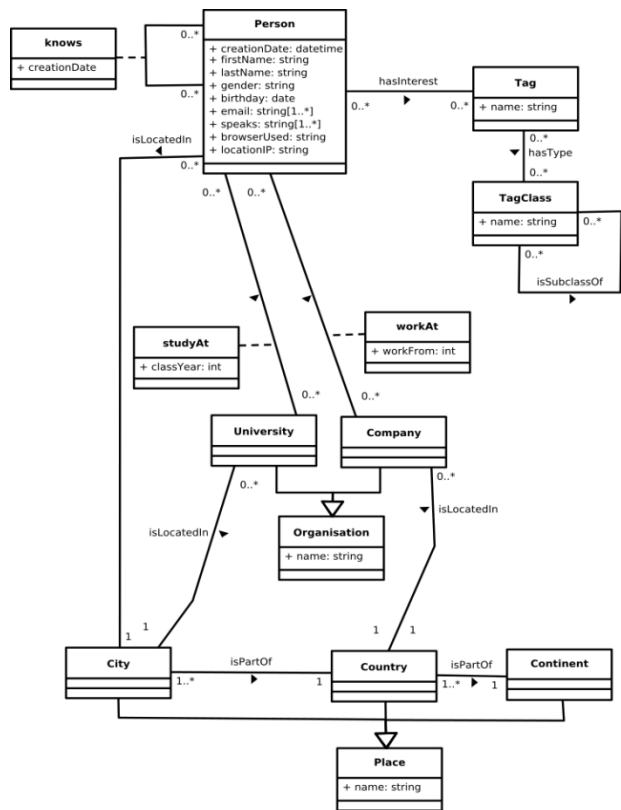 Person
+ creationDate: datetime
+ firstName: string
+ lastName: string
+ gender: string
+ birthday: date
+ email: string[1..*]
+ speaks: string[1..*]
+ browserUsed: string
+ locationIP: string
knows
+ creationDate
0..*
0..*
hasInterest
0..*
0..*
Tag
+ name: string
0..*
hasType
0..*
TagClass
+ name: string
0..*
0..*
isSubclassOf
isLocatedIn
0..*
0..*
0..*
studyAt
+ classYear: int
workAt
+ workFrom: int
0..*
0..*
University
Company
0..*
0..*
isLocatedIn
isLocatedIn
Organisation
+ name: string
1
1
1
1
City
isPartOf
1..*
1
Country
isPartOf
1..*
1
Continent
Place
+ name: string